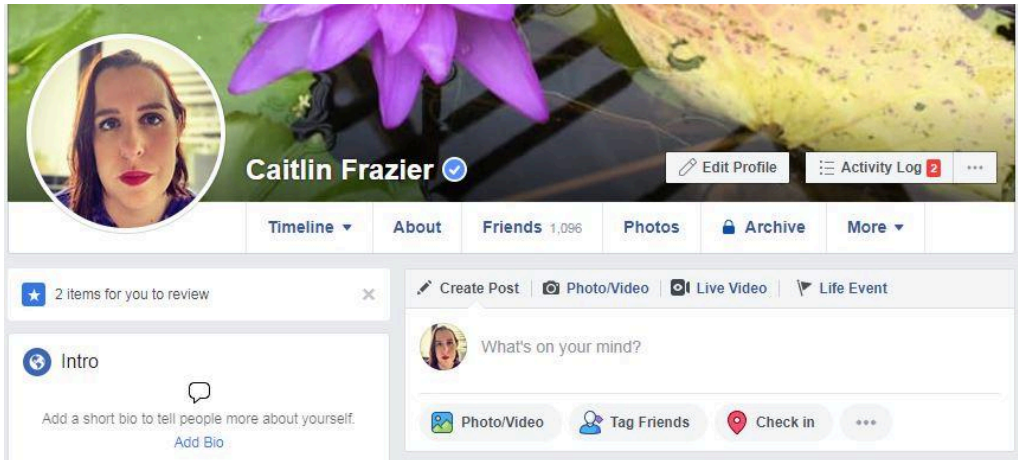 Caitlin Frazier
Edit Profile
Activity Log 2
Timeline
About
Friends 1,096
Photos
Archive
More
2 items for you to review
Create Post
Photo/Video
Live Video
Life Event
What's on your mind?
Photo/Video
Tag Friends
Check in
Intro
Add a short bio to tell people more about yourself.
Add Bio